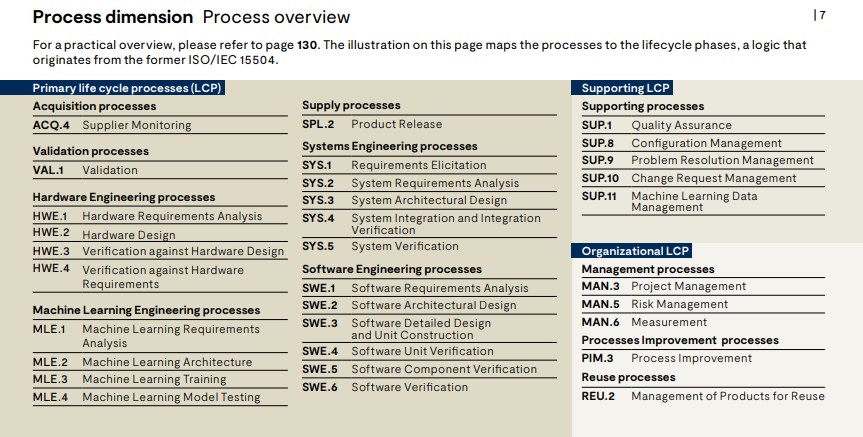 Process dimension Process overview
| 7
For a practical overview, please refer to page 130. The illustration on this page maps the processes to the lifecycle phases, a logic that
originates from the former ISO/IEC 15504.
Primary life cycle processes (LCP)
Acquisition processes
ACQ.4 Supplier Monitoring
Validation processes
VAL.1 Validation
Hardware Engineering processes
HWE.1 Hardware Requirements Analysis
HWE.2 Hardware Design
HWE.3 Verification against Hardware Design
HWE.4 Verification against Hardware
Requirements
Machine Learning Engineering processes
MLE.1 Machine Learning Requirements
Analysis
MLE.2 Machine Learning Architecture
MLE.3 Machine Learning Training
MLE.4 Machine Learning Model Testing
Supply processes
SPL.2 Product Release
Systems Engineering processes
SYS.1 Requirements Elicitation
SYS.2 System Requirements Analysis
SYS.3 System Architectural Design
SYS.4 System Integration and Integration
Verification
SYS.5 System Verification
Software Engineering processes
SWE.1 Software Requirements Analysis
SWE.2 Software Architectural Design
SWE.3 Software Detailed Design
and Unit Construction
SWE.4 Software Unit Verification
SWE.5 Software Component Verification
SWE.6 Software Verification
Supporting LCP
Supporting processes
SUP.1 Quality Assurance
SUP.8 Configuration Management
SUP.9 Problem Resolution Management
SUP.10 Change Request Management
SUP.11 Machine Learning Data
Management
Organizational LCP
Management processes
MAN.3 Project Management
MAN.5 Risk Management
MAN.6 Measurement
Processes Improvement processes
PIM.3 Process Improvement
Reuse processes
REU.2 Management of Products for Reuse